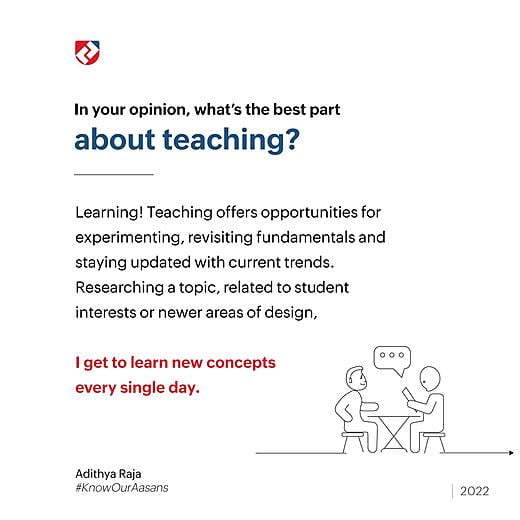 In your opinion, what's the best part
about teaching?
Learning! Teaching offers opportunities for
experimenting, revisiting fundamentals and
staying updated with current trends.
Researching a topic, related to student
interests or newer areas of design,
I get to learn new concepts
every single day.
Adithya Raja
#KnowOurAasans
2022